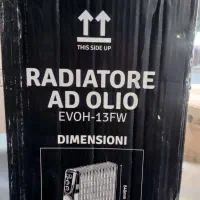 THIS SIDE UP
RADIATORE
AD OLIO
EVOH-13FW
DIMENSIONI